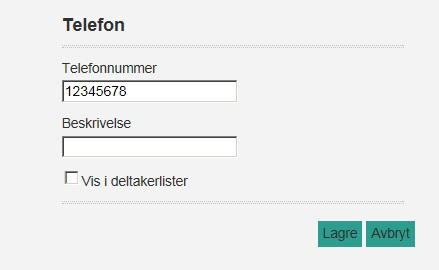 Telefon
Telefonnummer
12345678
Beskrivelse
Vis i deltakerlister
Lagre Avbryt